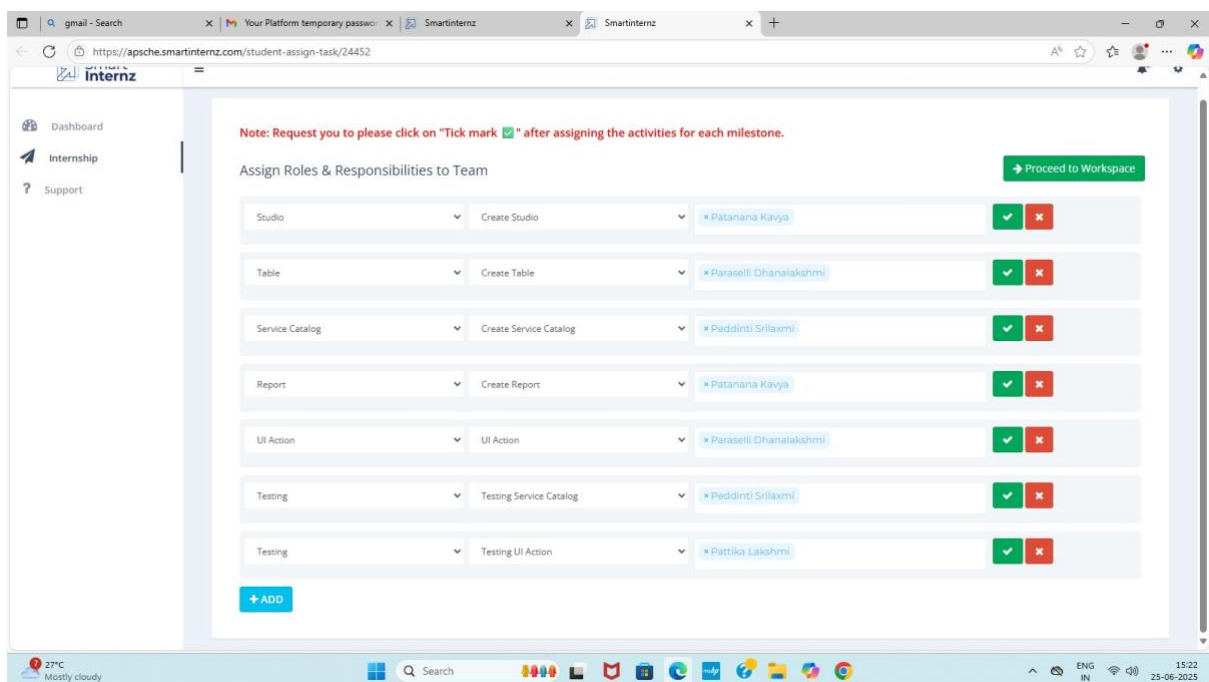 gmail - Search
Your Platform temporary passwor
Smartinternz
Smartinternz
https://apsche.smartinternz.com/student-assign-task/24452
Smart
Internz
Dashboard
Internship
Support
Note: Request you to please click on "Tick mark ✅" after assigning the activities for each milestone.
Assign Roles & Responsibilities to Team
Proceed to Workspace
Studio Create Studio × Patanana Kavya
Table Create Table × Paraselli Dhanalakshmi
Service Catalog Create Service Catalog × Peddinti Srilaxmi
Report Create Report × Patanana Kavya
UI Action UI Action × Paraselli Dhanalakshmi
Testing Testing Service Catalog × Peddinti Srilaxmi
Testing Testing UI Action × Pattika Lakshmi
+ ADD
7
27°C
Mostly cloudy
Search
ENG
IN
15:22
25-06-2025